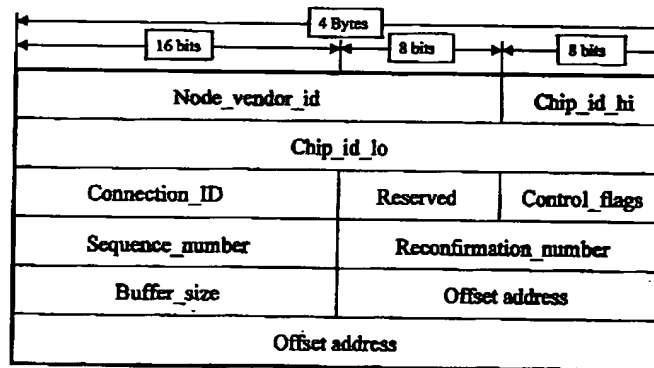 4 Bytes
16 bits 8 bits 8 bits
Node_vendor_id Chip_id_hi
Chip_id_lo
Connection_ID Reserved Control_flags
Sequence_number Reconfirmation_number
Buffer_size Offset address
Offset address